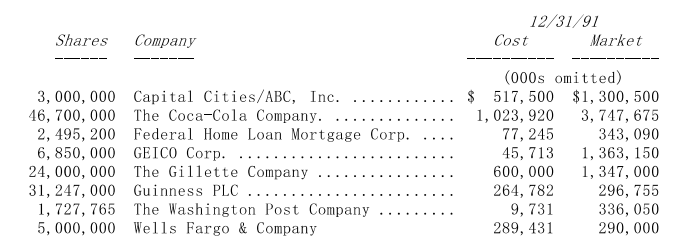 12/31/91
Shares Company Cost Market
(000s omitted)
3,000,000 Capital Cities/ABC, Inc. ............ $ 517,500 $1,300,500
46,700,000 The Coca-Cola Company. ............... 1,023,920 3,747,675
2,495,200 Federal Home Loan Mortgage Corp. .... 77,245 343,090
6,850,000 GEICO Corp. ......................... 45,713 1,363,150
24,000,000 The Gillette Company ................ 600,000 1,347,000
31,247,000 Guinness PLC ........................ 264,782 296,755
1,727,765 The Washington Post Company ......... 9,731 336,050
5,000,000 Wells Fargo & Company 289,431 290,000